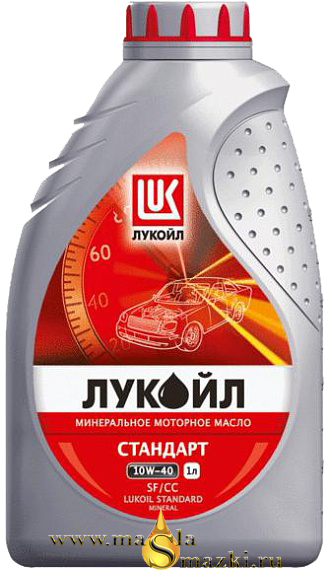 LUK
ЛУКОЙЛ
60
40
20
ЛУКОЙЛ
МИНЕРАЛЬНОЕ МОТОРНОЕ МАСЛО
СТАНДАРТ
10W-40 1л
SF/CC
LUKOIL STANDARD
MINERAL
www.masla
smazki.ru